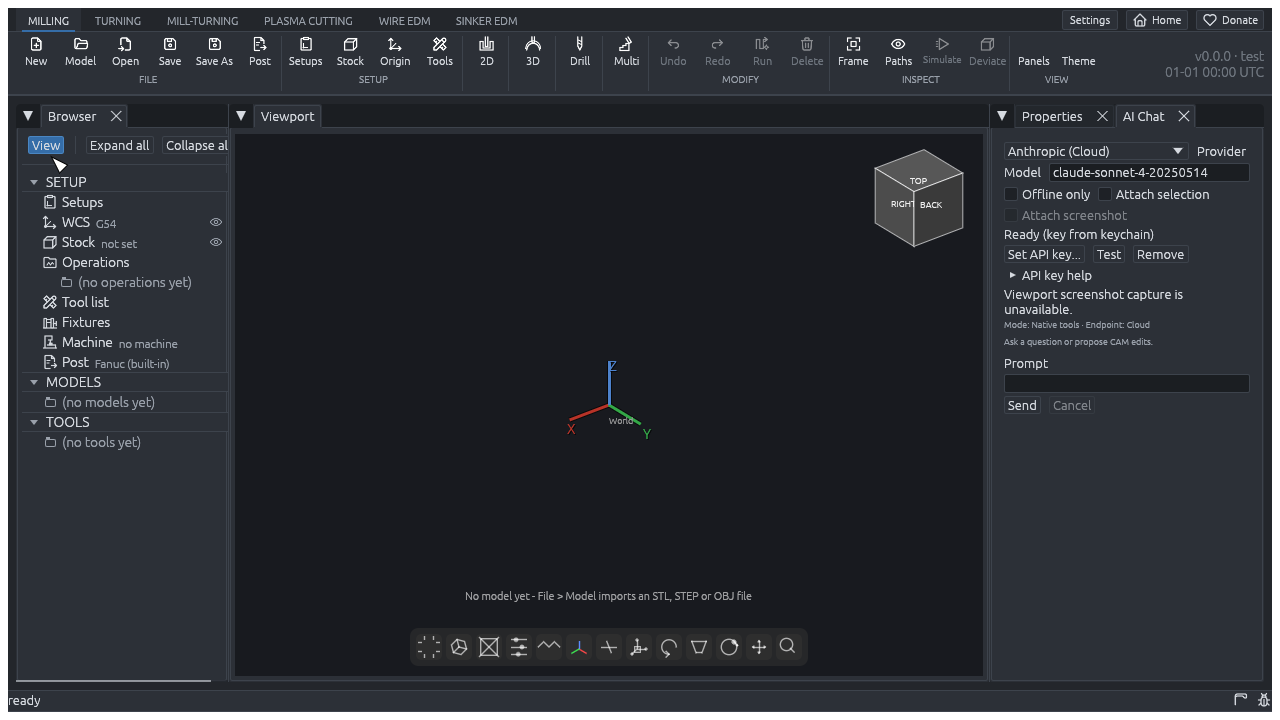 MILLING TURNING MILL-TURNING PLASMA CUTTING WIRE EDM SINKER EDM Settings Home Donate
New Model Open Save Save As Post Setups Stock Origin Tools 2D 3D Drill Multi Undo Redo Run Delete Frame Paths Simulate Deviate Panels Theme
FILE SETUP MODIFY INSPECT VIEW
v0.0.0 · test
01-01 00:00 UTC
Browser
View Expand all Collapse al
SETUP
Setups
WCS G54
Stock not set
Operations
(no operations yet)
Tool list
Fixtures
Machine no machine
Post Fanuc (built-in)
MODELS
(no models yet)
TOOLS
(no tools yet)
Viewport
TOP
RIGHT BACK
Z
World
X
Y
No model yet - File > Model imports an STL, STEP or OBJ file
Properties AI Chat
Anthropic (Cloud) Provider
Model claude-sonnet-4-20250514
Offline only Attach selection
Attach screenshot
Ready (key from keychain)
Set API key... Test Remove
API key help
Viewport screenshot capture is
unavailable.
Mode: Native tools · Endpoint: Cloud
Ask a question or propose CAM edits.
Prompt
Send Cancel
ready